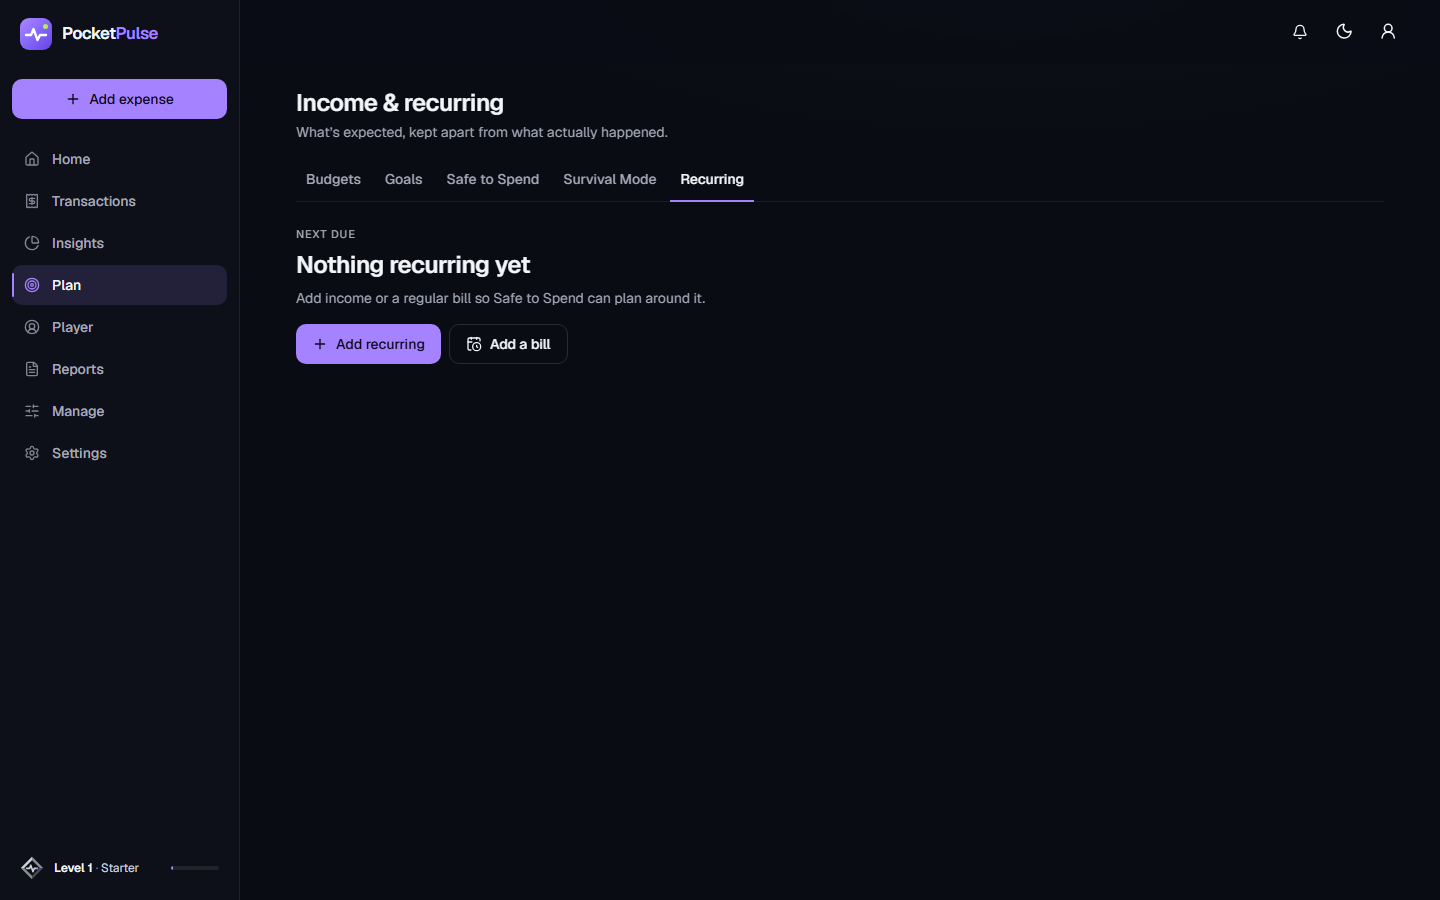 PocketPulse
Add expense
Home
Transactions
Insights
Plan
Player
Reports
Manage
Settings
Level 1 · Starter
Income & recurring
What's expected, kept apart from what actually happened.
Budgets
Goals
Safe to Spend
Survival Mode
Recurring
NEXT DUE
Nothing recurring yet
Add income or a regular bill so Safe to Spend can plan around it.
Add recurring
Add a bill